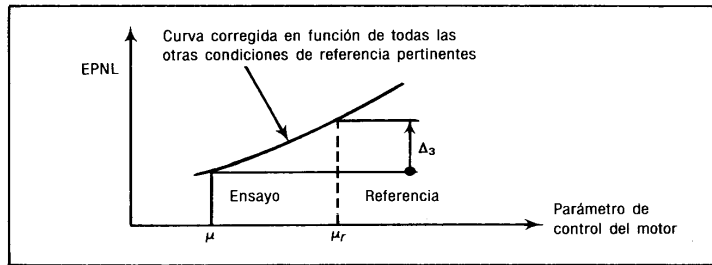 Curva corregida en función de todas las
otras condiciones de referencia pertinentes
EPNL
Δ3
Ensayo
Referencia
Parámetro de
control del motor
μ
μr